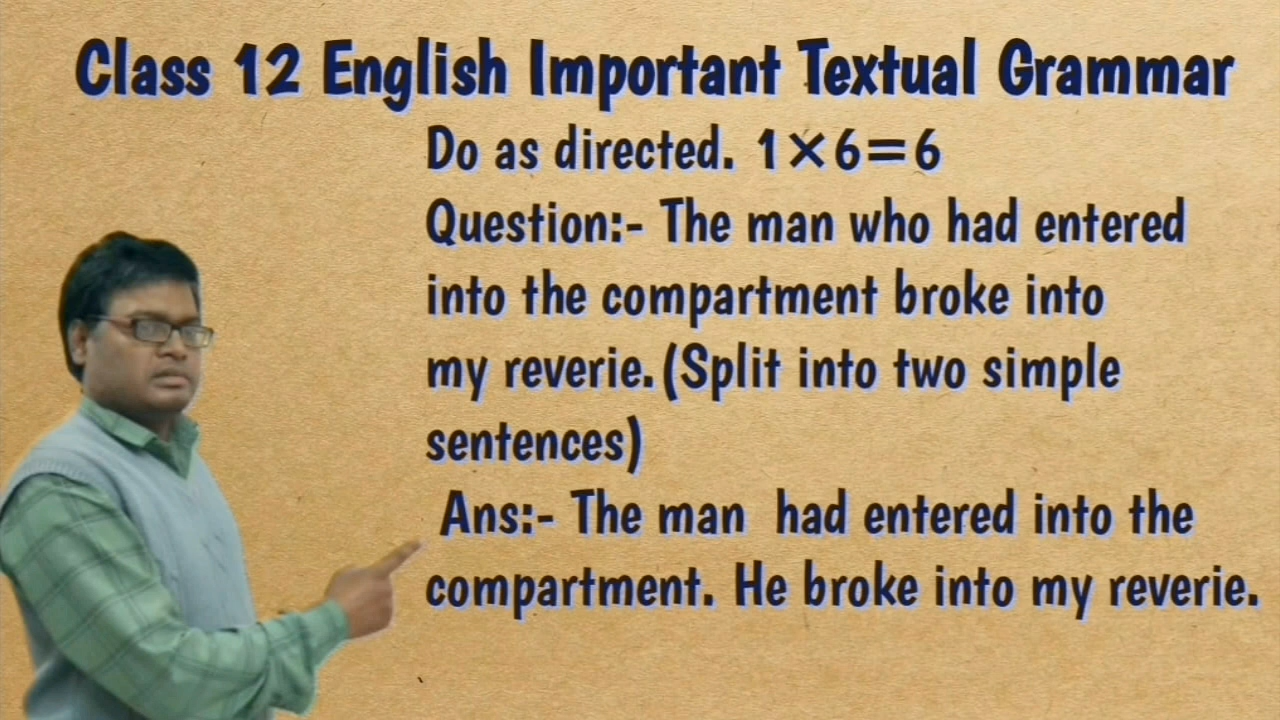 Class 12 English Important Textual Grammar
Do as directed. 1×6=6
Question:- The man who had entered
into the compartment broke into
my reverie.(Split into two simple
sentences)
Ans:- The man had entered into the
compartment. He broke into my reverie.